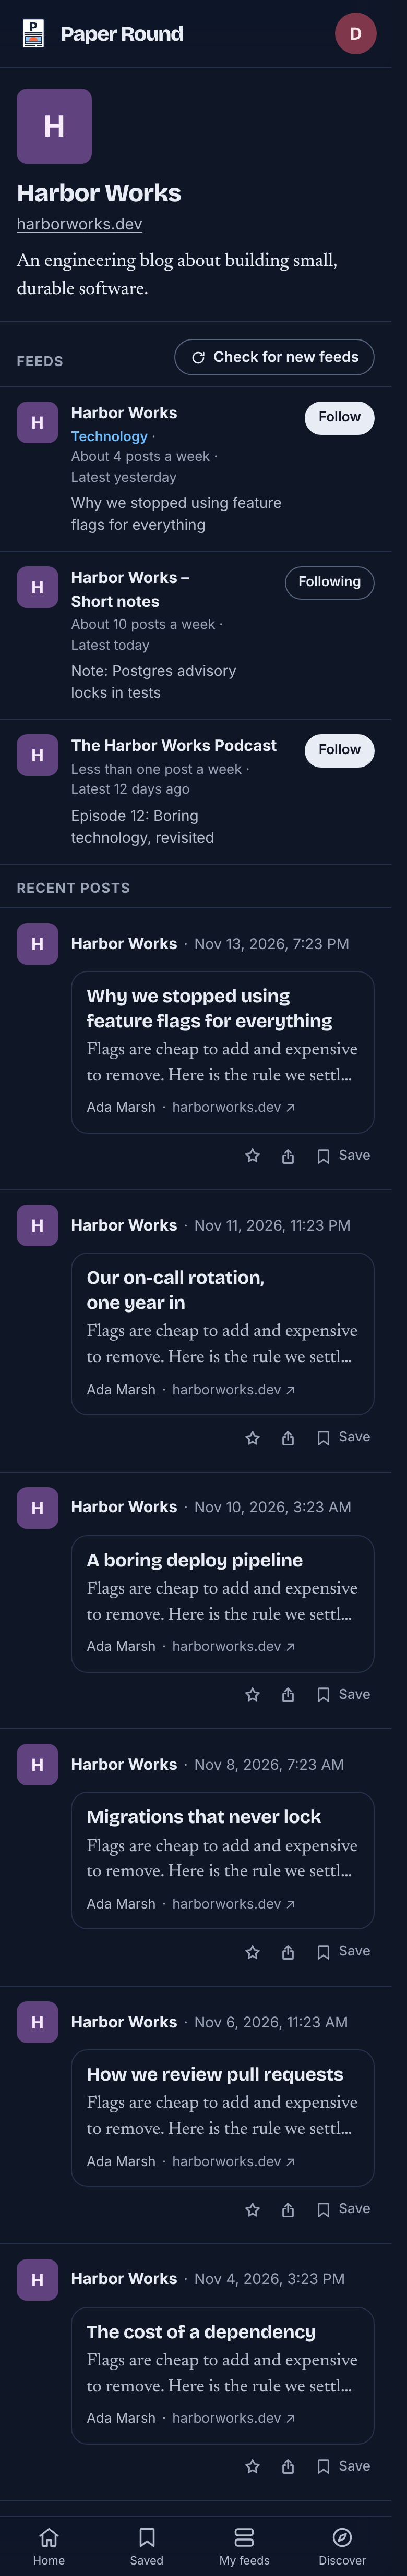 P
Paper Round
D
H
Harbor Works
harborworks.dev
An engineering blog about building small,
durable software.
FEEDS
Check for new feeds
H
Harbor Works
Follow
Technology ·
About 4 posts a week ·
Latest yesterday
Why we stopped using feature
flags for everything
H
Harbor Works –
Short notes
Following
About 10 posts a week ·
Latest today
Note: Postgres advisory
locks in tests
H
The Harbor Works Podcast
Follow
Less than one post a week ·
Latest 12 days ago
Episode 12: Boring
technology, revisited
RECENT POSTS
H
Harbor Works · Nov 13, 2026, 7:23 PM
Why we stopped using
feature flags for everything
Flags are cheap to add and expensive
to remove. Here is the rule we settl...
Ada Marsh · harborworks.dev ↗
Save
H
Harbor Works · Nov 11, 2026, 11:23 PM
Our on-call rotation,
one year in
Flags are cheap to add and expensive
to remove. Here is the rule we settl...
Ada Marsh · harborworks.dev ↗
Save
H
Harbor Works · Nov 10, 2026, 3:23 AM
A boring deploy pipeline
Flags are cheap to add and expensive
to remove. Here is the rule we settl...
Ada Marsh · harborworks.dev ↗
Save
H
Harbor Works · Nov 8, 2026, 7:23 AM
Migrations that never lock
Flags are cheap to add and expensive
to remove. Here is the rule we settl...
Ada Marsh · harborworks.dev ↗
Save
H
Harbor Works · Nov 6, 2026, 11:23 AM
How we review pull requests
Flags are cheap to add and expensive
to remove. Here is the rule we settl...
Ada Marsh · harborworks.dev ↗
Save
H
Harbor Works · Nov 4, 2026, 3:23 PM
The cost of a dependency
Flags are cheap to add and expensive
to remove. Here is the rule we settl...
Ada Marsh · harborworks.dev ↗
Save
Home
Saved
My feeds
Discover